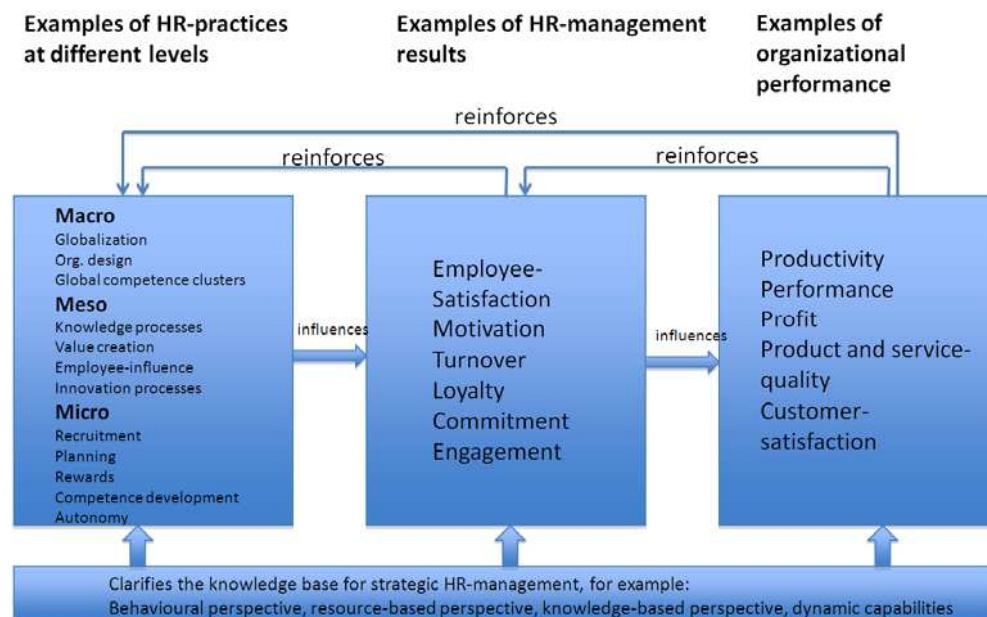 Examples of HR-practices
at different levels
Examples of HR-management
results
Examples of
organizational
performance
reinforces
reinforces
reinforces
Macro
Globalization
Org. design
Global competence clusters
Meso
Knowledge processes
Value creation
Employee-influence
Innovation processes
Micro
Recruitment
Planning
Rewards
Competence development
Autonomy
influences
Employee-
Satisfaction
Motivation
Turnover
Loyalty
Commitment
Engagement
influences
Productivity
Performance
Profit
Product and service-
quality
Customer-
satisfaction
Clarifies the knowledge base for strategic HR-management, for example:
Behavioural perspective, resource-based perspective, knowledge-based perspective, dynamic capabilities